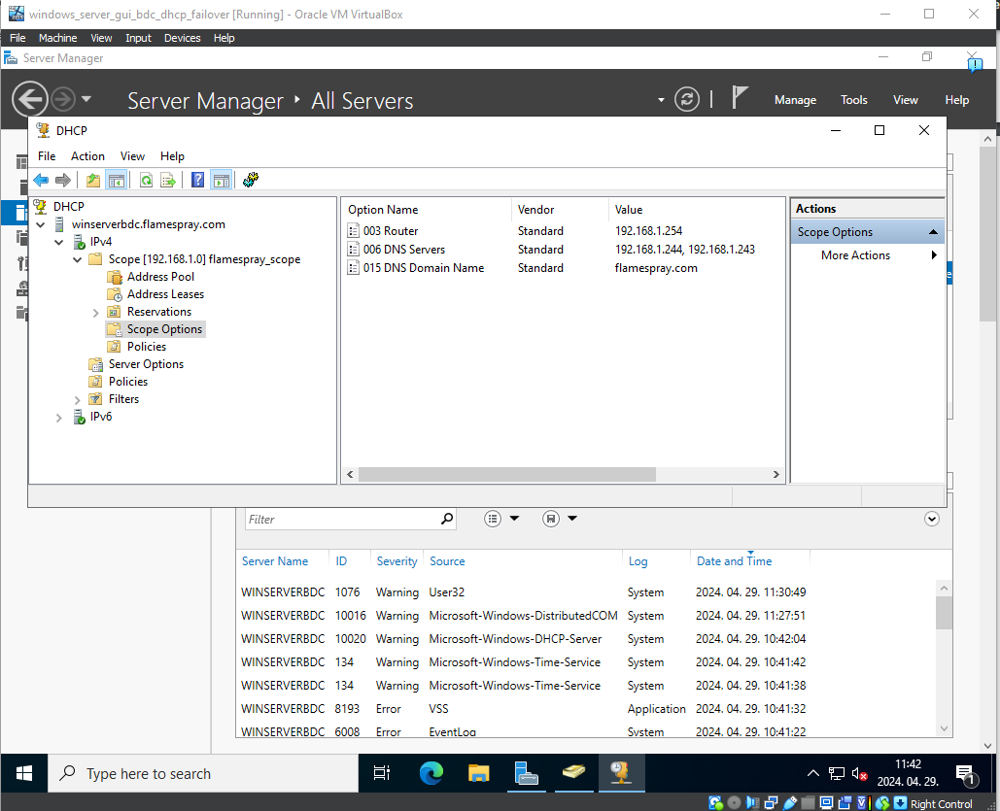 windows_server_gui_bdc_dhcp_failover [Running] - Oracle VM VirtualBox
File Machine View Input Devices Help
Server Manager
Server Manager All Servers
Manage Tools View Help
DHCP
File Action View Help
DHCP
winserverbdc.flamespray.com
IPv4
Scope [192.168.1.0] flamespray_scope
Address Pool
Address Leases
Reservations
Scope Options
Policies
Server Options
Policies
Filters
IPv6
Option Name Vendor Value
003 Router Standard 192.168.1.254
006 DNS Servers Standard 192.168.1.244, 192.168.1.243
015 DNS Domain Name Standard flamespray.com
Actions
Scope Options
More Actions
Filter
Server Name ID Severity Source Log Date and Time
WINSERVERBDC 1076 Warning User32 System 2024. 04. 29. 11:30:49
WINSERVERBDC 10016 Warning Microsoft-Windows-DistributedCOM System 2024. 04. 29. 11:27:51
WINSERVERBDC 10020 Warning Microsoft-Windows-DHCP-Server System 2024. 04. 29. 10:42:04
WINSERVERBDC 134 Warning Microsoft-Windows-Time-Service System 2024. 04. 29. 10:41:42
WINSERVERBDC 134 Warning Microsoft-Windows-Time-Service System 2024. 04. 29. 10:41:38
WINSERVERBDC 8193 Error VSS Application 2024. 04. 29. 10:41:32
WINSERVERBDC 6008 Error EventLog System 2024. 04. 29. 10:41:22
Type here to search
11:42
2024. 04. 29.
1
Right Control